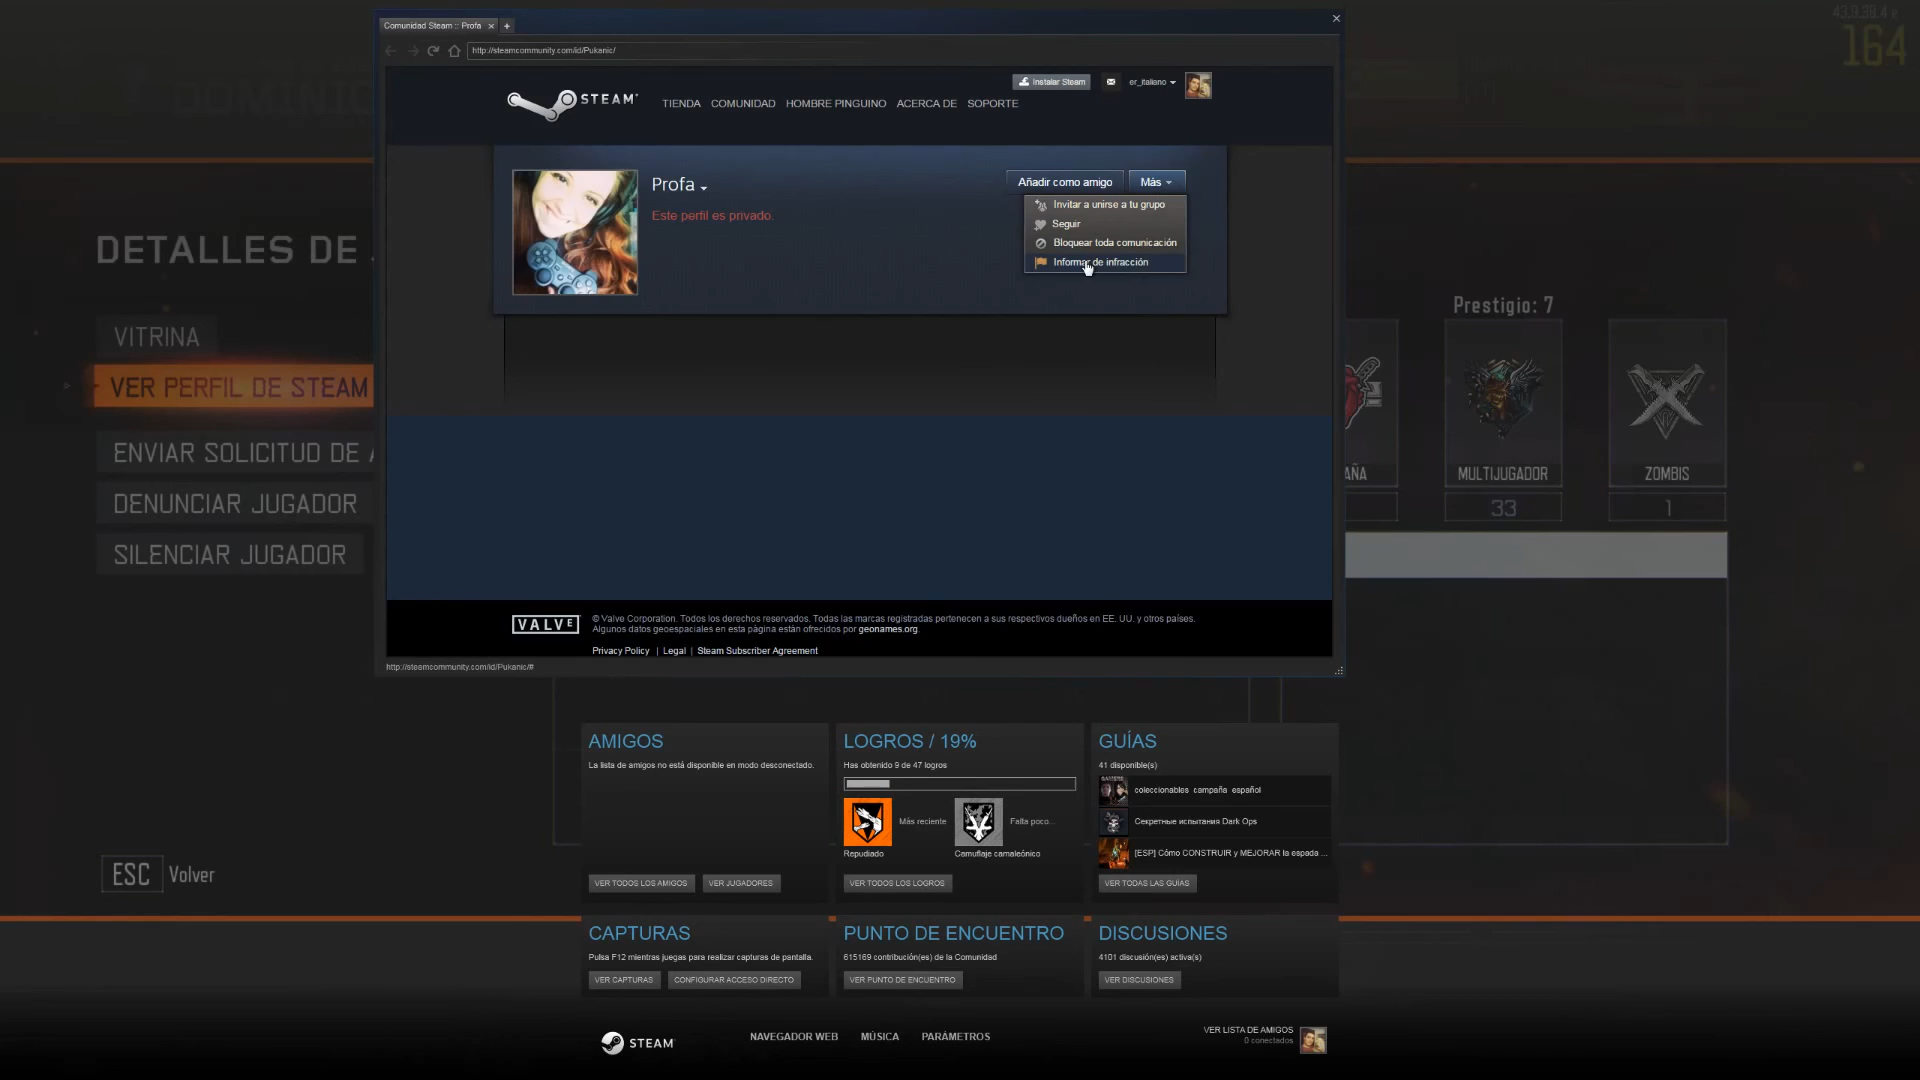 Comunidad Steam :: Profa
http://steamcommunity.com/id/Pukanic/
43.9.39.4 e
164
Instalar Steam
er_italiano
STEAM
TIENDA COMUNIDAD HOMBRE PINGUINO ACERCA DE SOPORTE
Profa
Este perfil es privado.
Añadir como amigo
Más
Invitar a unirse a tu grupo
Seguir
Bloquear toda comunicación
Informar de infracción
DETALLES DE
VITRINA
VER PERFIL DE STEAM
ENVIAR SOLICITUD DE A
DENUNCIAR JUGADOR
SILENCIAR JUGADOR
Prestigio: 7
AÑA
MULTIJUGADOR
ZOMBIS
33
1
VALVE
© Valve Corporation. Todos los derechos reservados. Todas las marcas registradas pertenecen a sus respectivos dueños en EE. UU. y otros países.
Algunos datos geoespaciales en esta página están ofrecidos por geonames.org.
Privacy Policy | Legal | Steam Subscriber Agreement
http://steamcommunity.com/id/Pukanic/#
AMIGOS
La lista de amigos no está disponible en modo desconectado.
VER TODOS LOS AMIGOS
VER JUGADORES
LOGROS / 19%
Has obtenido 9 de 47 logros
Más reciente
Falta poco...
Repudiado
Camuflaje camaleónico
VER TODOS LOS LOGROS
GUÍAS
41 disponible(s)
coleccionables campaña español
Секретные испытания Dark Ops
[ESP] Cómo CONSTRUIR y MEJORAR la espada ...
VER TODAS LAS GUÍAS
ESC Volver
CAPTURAS
Pulsa F12 mientras juegas para realizar capturas de pantalla.
VER CAPTURAS
CONFIGURAR ACCESO DIRECTO
PUNTO DE ENCUENTRO
615169 contribución(es) de la Comunidad
VER PUNTO DE ENCUENTRO
DISCUSIONES
4101 discusión(es) activa(s)
VER DISCUSIONES
STEAM
NAVEGADOR WEB MÚSICA PARÁMETROS
VER LISTA DE AMIGOS
0 conectados